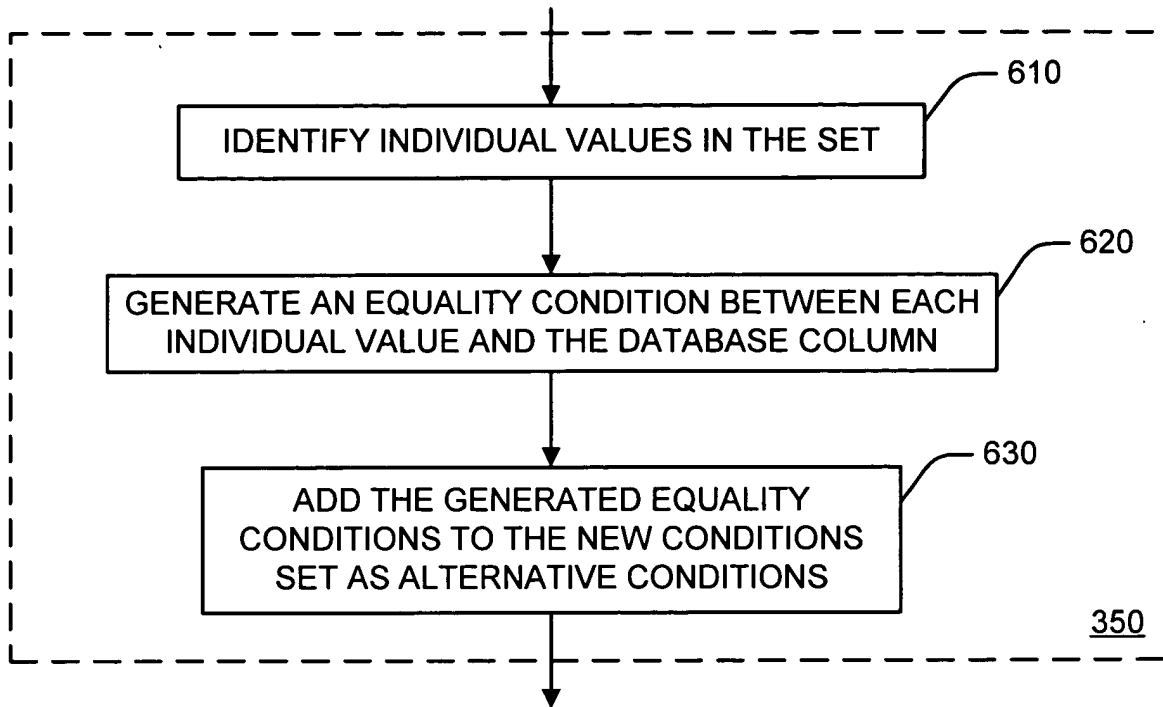 610
IDENTIFY INDIVIDUAL VALUES IN THE SET
620
GENERATE AN EQUALITY CONDITION BETWEEN EACH
INDIVIDUAL VALUE AND THE DATABASE COLUMN
630
ADD THE GENERATED EQUALITY
CONDITIONS TO THE NEW CONDITIONS
SET AS ALTERNATIVE CONDITIONS
350